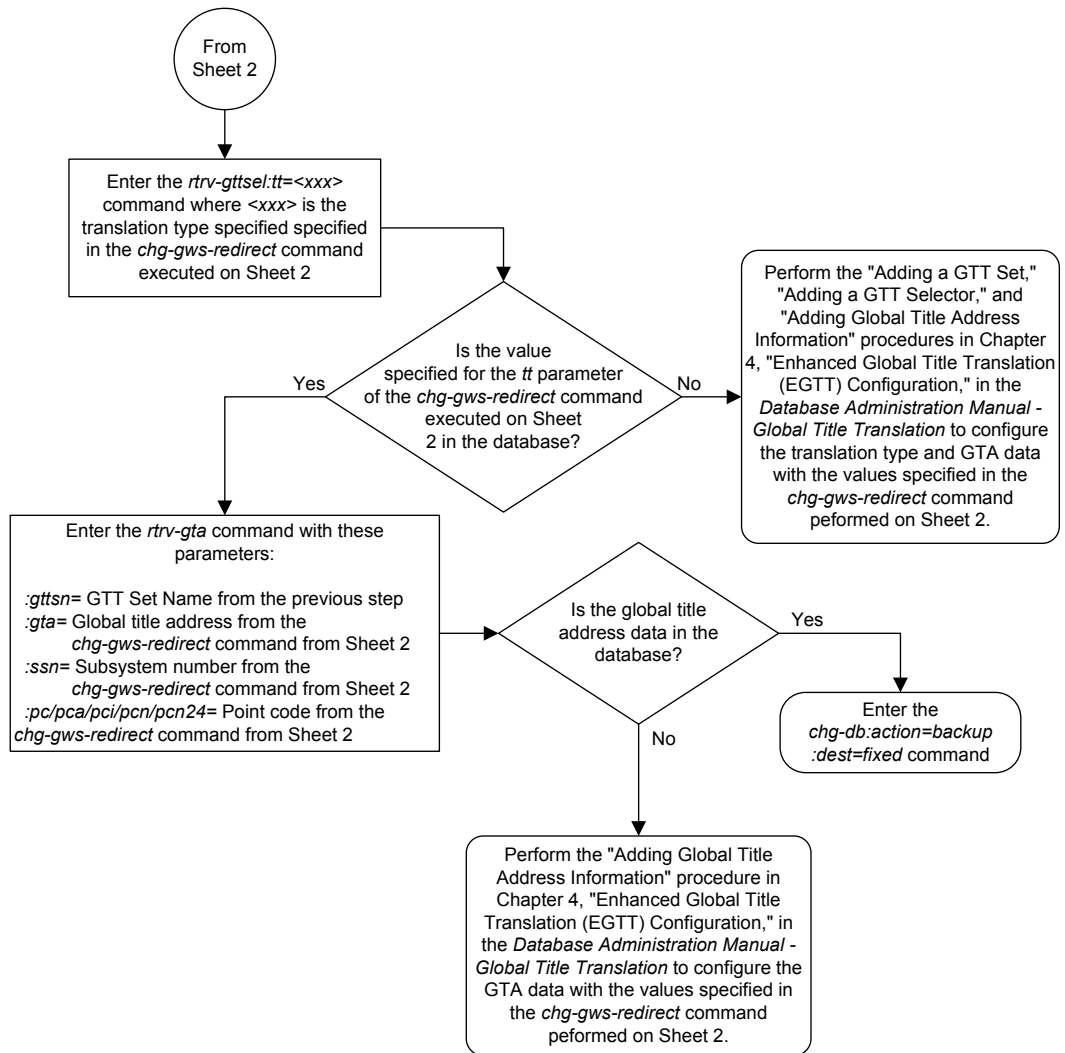 From
Sheet 2
Enter the rtrv-gttsel:tt=<xxx>
command where <xxx> is the
translation type specified specified
in the chg-gws-redirect command
executed on Sheet 2
Is the value
specified for the tt parameter
of the chg-gws-redirect command
executed on Sheet
2 in the database?
Yes
No
Perform the "Adding a GTT Set,"
"Adding a GTT Selector," and
"Adding Global Title Address
Information" procedures in Chapter
4, "Enhanced Global Title Translation
(EGTT) Configuration," in the
Database Administration Manual -
Global Title Translation to configure
the translation type and GTA data
with the values specified in the
chg-gws-redirect command
peformed on Sheet 2.
Enter the rtrv-gta command with these
parameters:
:gttsn= GTT Set Name from the previous step
:gta= Global title address from the
chg-gws-redirect command from Sheet 2
:ssn= Subsystem number from the
chg-gws-redirect command from Sheet 2
:pc/pca/pci/pcn/pcn24= Point code from the
chg-gws-redirect command from Sheet 2
Is the global title
address data in the
database?
Yes
No
Enter the
chg-db:action=backup
:dest=fixed command
Perform the "Adding Global Title
Address Information" procedure in
Chapter 4, "Enhanced Global Title
Translation (EGTT) Configuration," in
the Database Administration Manual -
Global Title Translation to configure the
GTA data with the values specified in
the chg-gws-redirect command
peformed on Sheet 2.